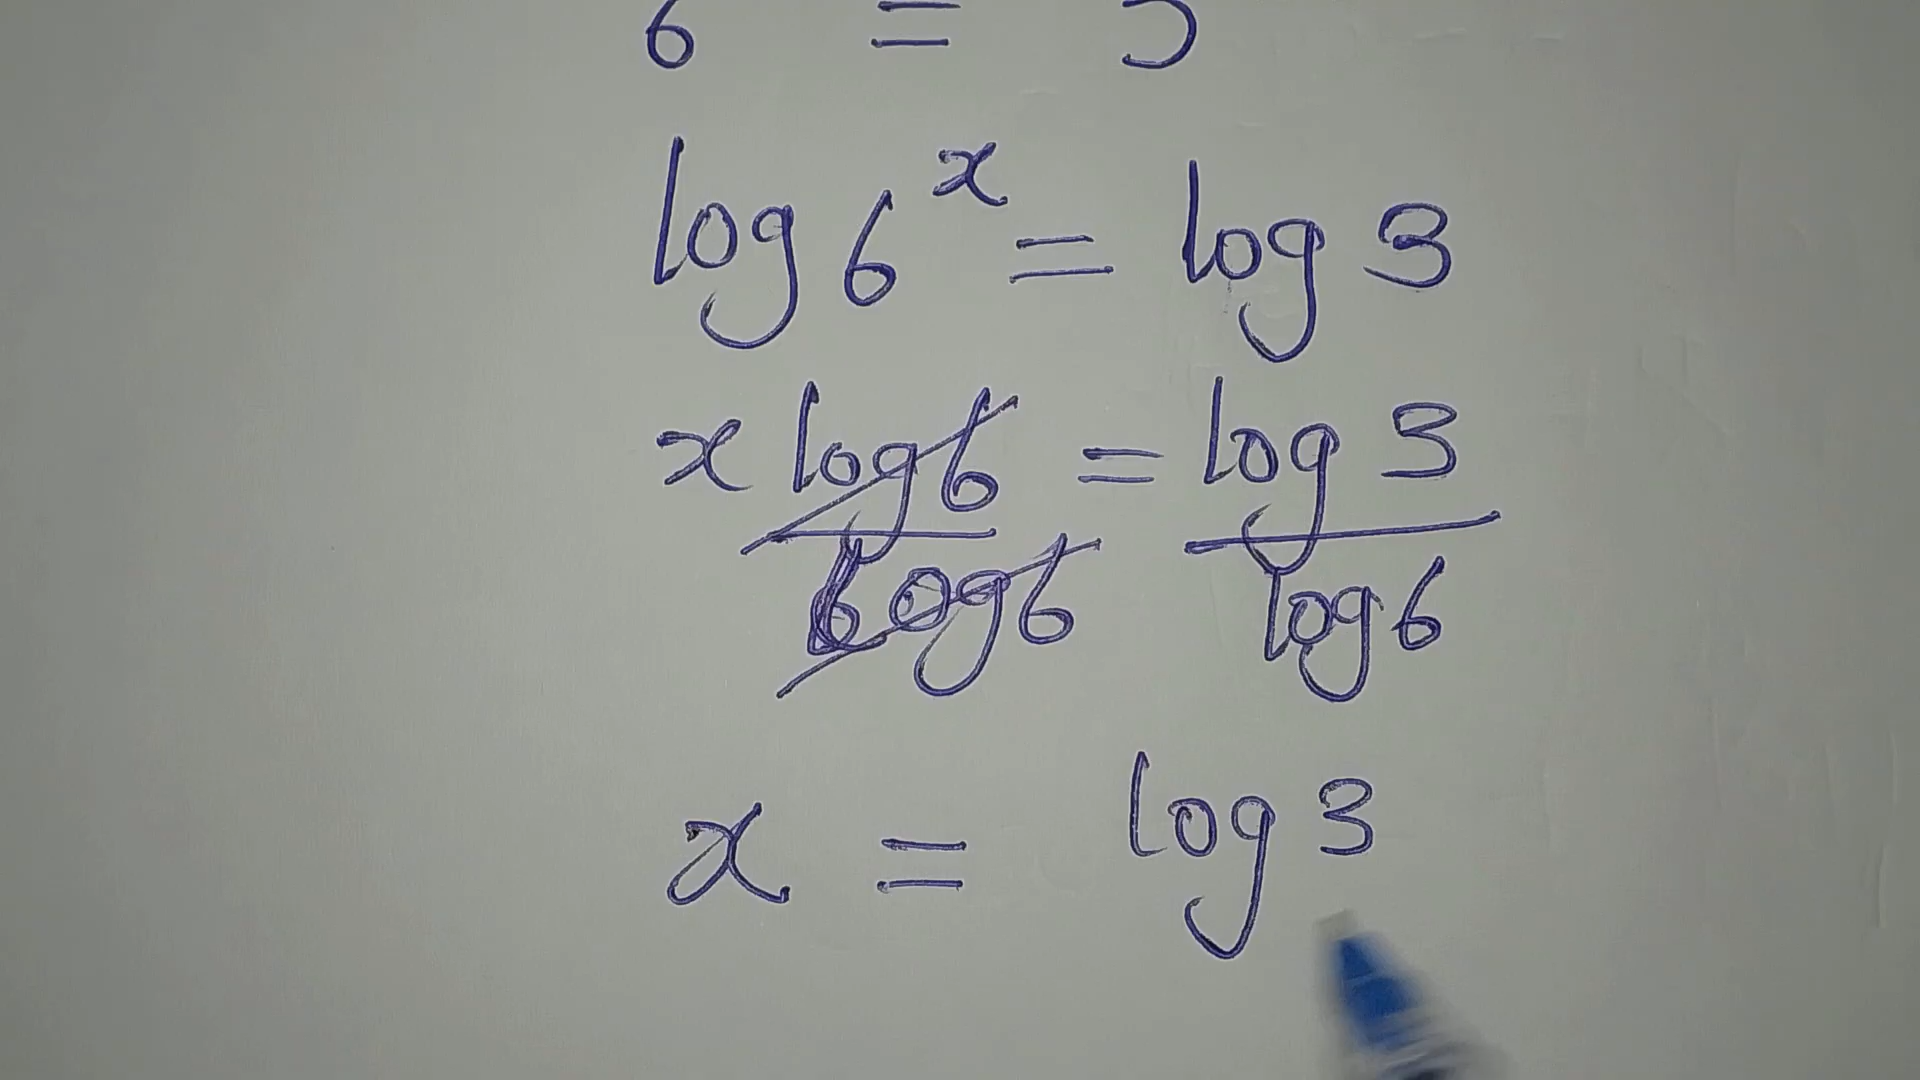 6 = 3
log 6^x = log 3
x log 6 = log 3
log 6 log 6
x = log 3